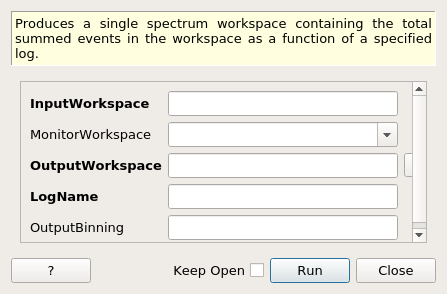 Produces a single spectrum workspace containing the total
summed events in the workspace as a function of a specified
log.
InputWorkspace
MonitorWorkspace
OutputWorkspace
LogName
OutputBinning
? Keep Open Run Close